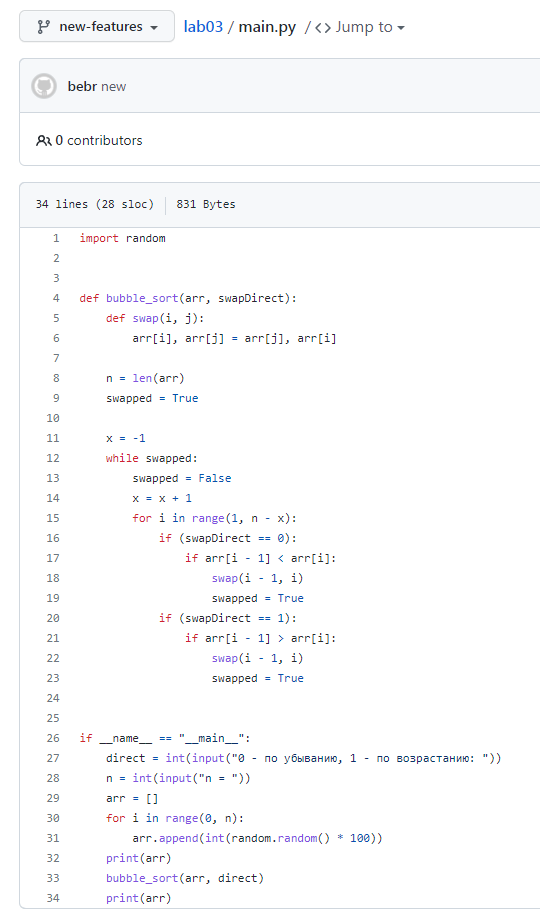 new-features
lab03 / main.py / <> Jump to
bebr new
0 contributors
34 lines (28 sloc) 831 Bytes
1 import random
2
3
4 def bubble_sort(arr, swapDirect):
5     def swap(i, j):
6         arr[i], arr[j] = arr[j], arr[i]
7
8     n = len(arr)
9     swapped = True
10
11     x = -1
12     while swapped:
13         swapped = False
14         x = x + 1
15         for i in range(1, n - x):
16             if (swapDirect == 0):
17                 if arr[i - 1] < arr[i]:
18                     swap(i - 1, i)
19                     swapped = True
20             if (swapDirect == 1):
21                 if arr[i - 1] > arr[i]:
22                     swap(i - 1, i)
23                     swapped = True
24
25
26 if __name__ == "__main__":
27     direct = int(input("0 - по убыванию, 1 - по возрастанию: "))
28     n = int(input("n = "))
29     arr = []
30     for i in range(0, n):
31         arr.append(int(random.random() * 100))
32     print(arr)
33     bubble_sort(arr, direct)
34     print(arr)